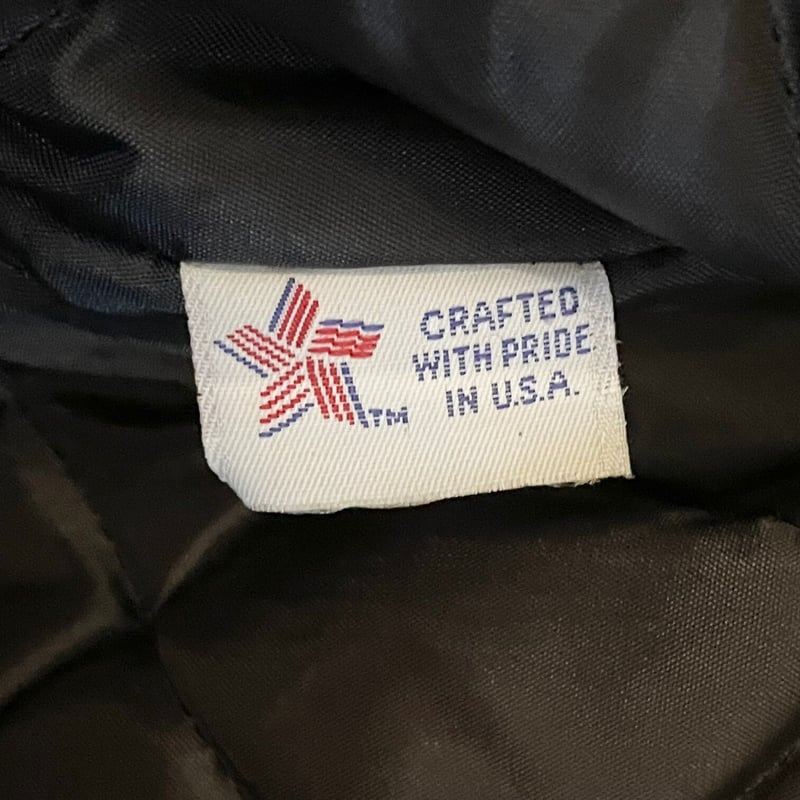 CRAFTED
WITH PRIDE
IN U.S.A.
TM